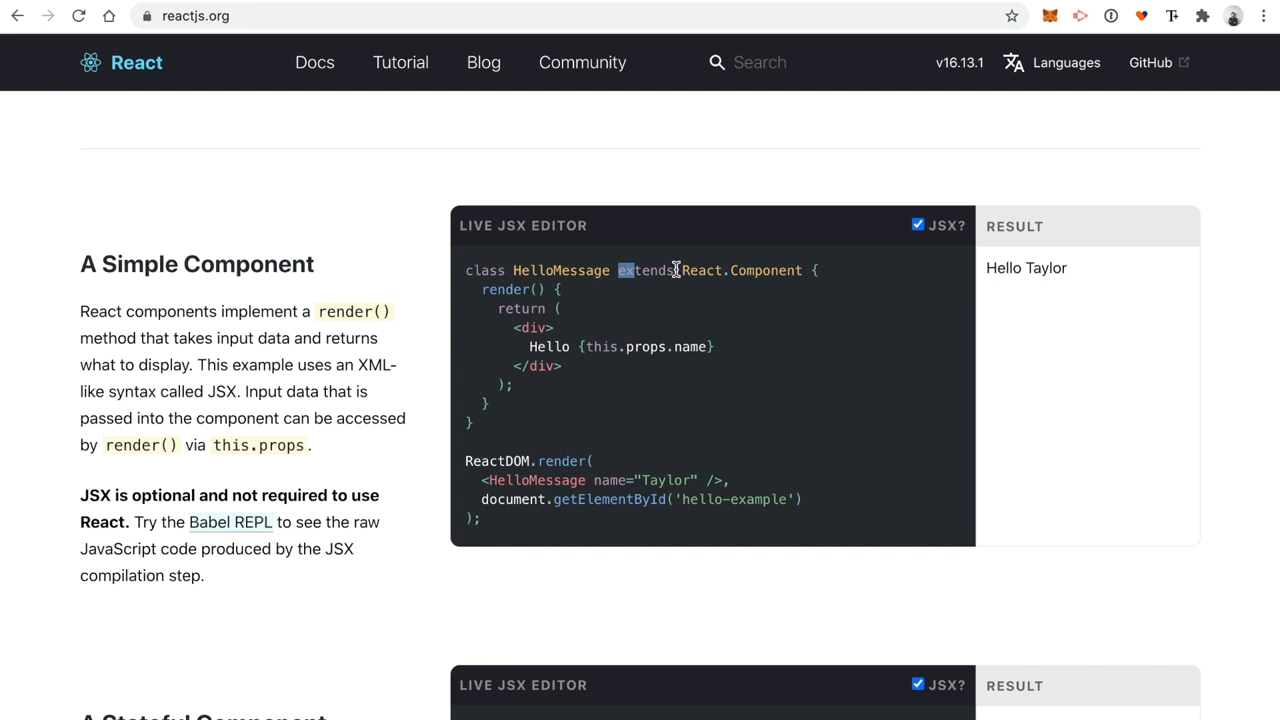 reactjs.org
React
Docs
Tutorial
Blog
Community
Search
v16.13.1
Languages
GitHub
A Simple Component
React components implement a render()
method that takes input data and returns
what to display. This example uses an XML-
like syntax called JSX. Input data that is
passed into the component can be accessed
by render() via this.props.
JSX is optional and not required to use
React. Try the Babel REPL to see the raw
JavaScript code produced by the JSX
compilation step.
LIVE JSX EDITOR
JSX?
class HelloMessage extends React.Component {
  render() {
    return (
      <div>
        Hello {this.props.name}
      </div>
    );
  }
}

ReactDOM.render(
  <HelloMessage name="Taylor" />,
  document.getElementById('hello-example')
);
RESULT
Hello Taylor
A Stateful Component
LIVE JSX EDITOR
JSX?
RESULT